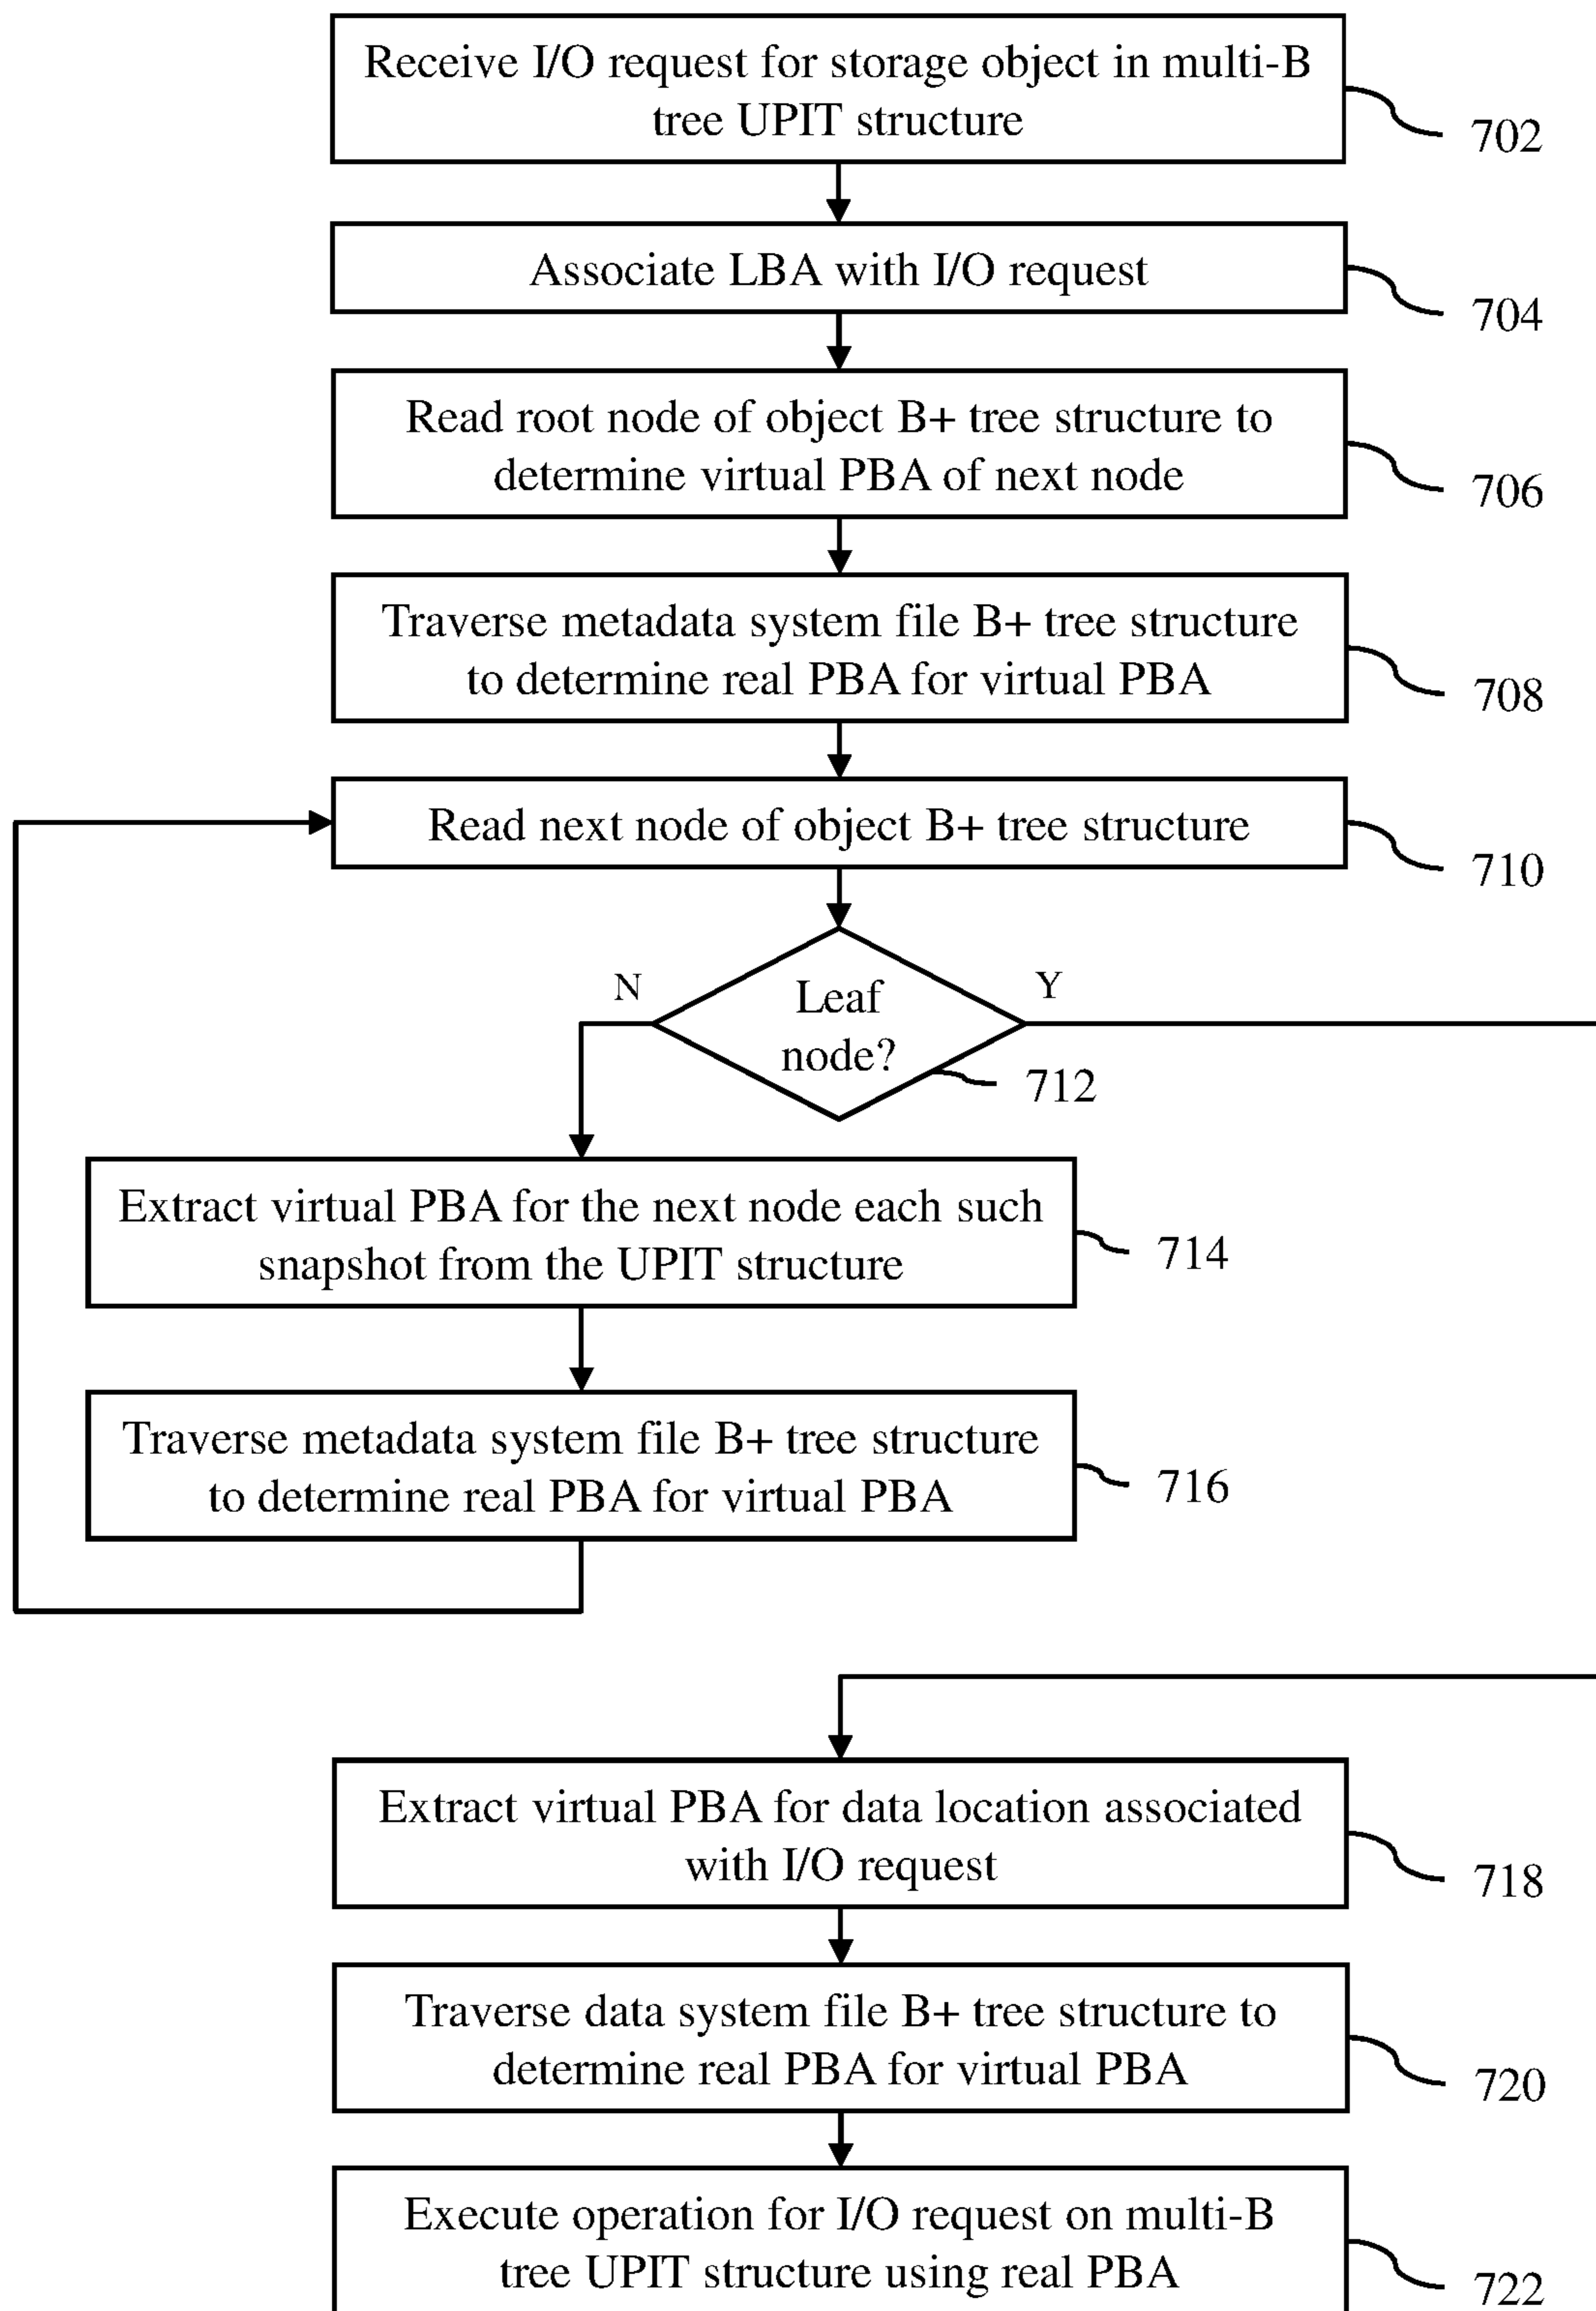 Receive I/O request for storage object in multi-B
tree UPIT structure
702
Associate LBA with I/O request
704
Read root node of object B+ tree structure to
determine virtual PBA of next node
706
Traverse metadata system file B+ tree structure
to determine real PBA for virtual PBA
708
Read next node of object B+ tree structure
710
N
Y
Leaf
node?
712
Extract virtual PBA for the next node each such
snapshot from the UPIT structure
714
Traverse metadata system file B+ tree structure
to determine real PBA for virtual PBA
716
Extract virtual PBA for data location associated
with I/O request
718
Traverse data system file B+ tree structure to
determine real PBA for virtual PBA
720
Execute operation for I/O request on multi-B
tree UPIT structure using real PBA
722